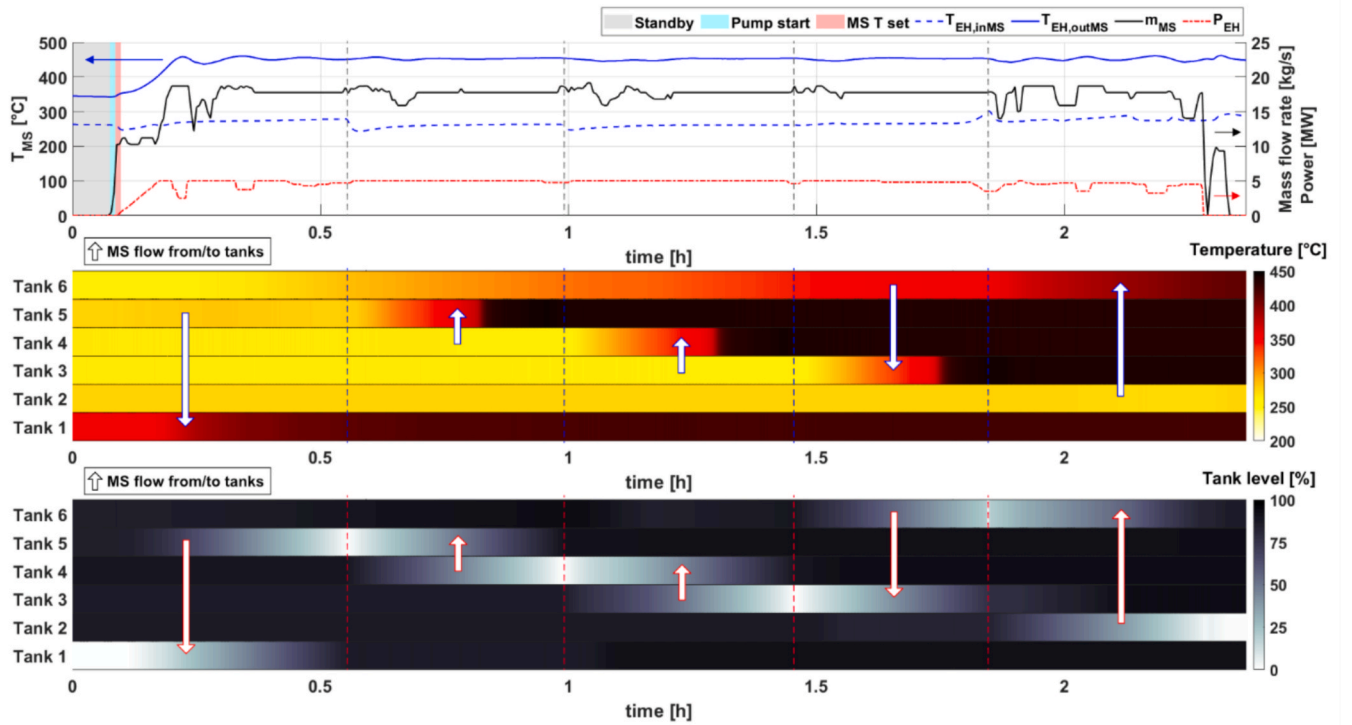 Standby Pump start MS T set T_EH,inMS T_EH,outMS m_MS P_EH
500 25
400 20
300 15
200 10
100 5
0 0
T_MS [°C]
Mass flow rate [kg/s]
Power [MW]
0 0.5 1 1.5 2
time [h]
⇧ MS flow from/to tanks
Temperature [°C]
Tank 6
Tank 5
Tank 4
Tank 3
Tank 2
Tank 1
450
400
350
300
250
200
0 0.5 1 1.5 2
time [h]
⇧ MS flow from/to tanks
Tank level [%]
Tank 6
Tank 5
Tank 4
Tank 3
Tank 2
Tank 1
100
75
50
25
0
0 0.5 1 1.5 2
time [h]